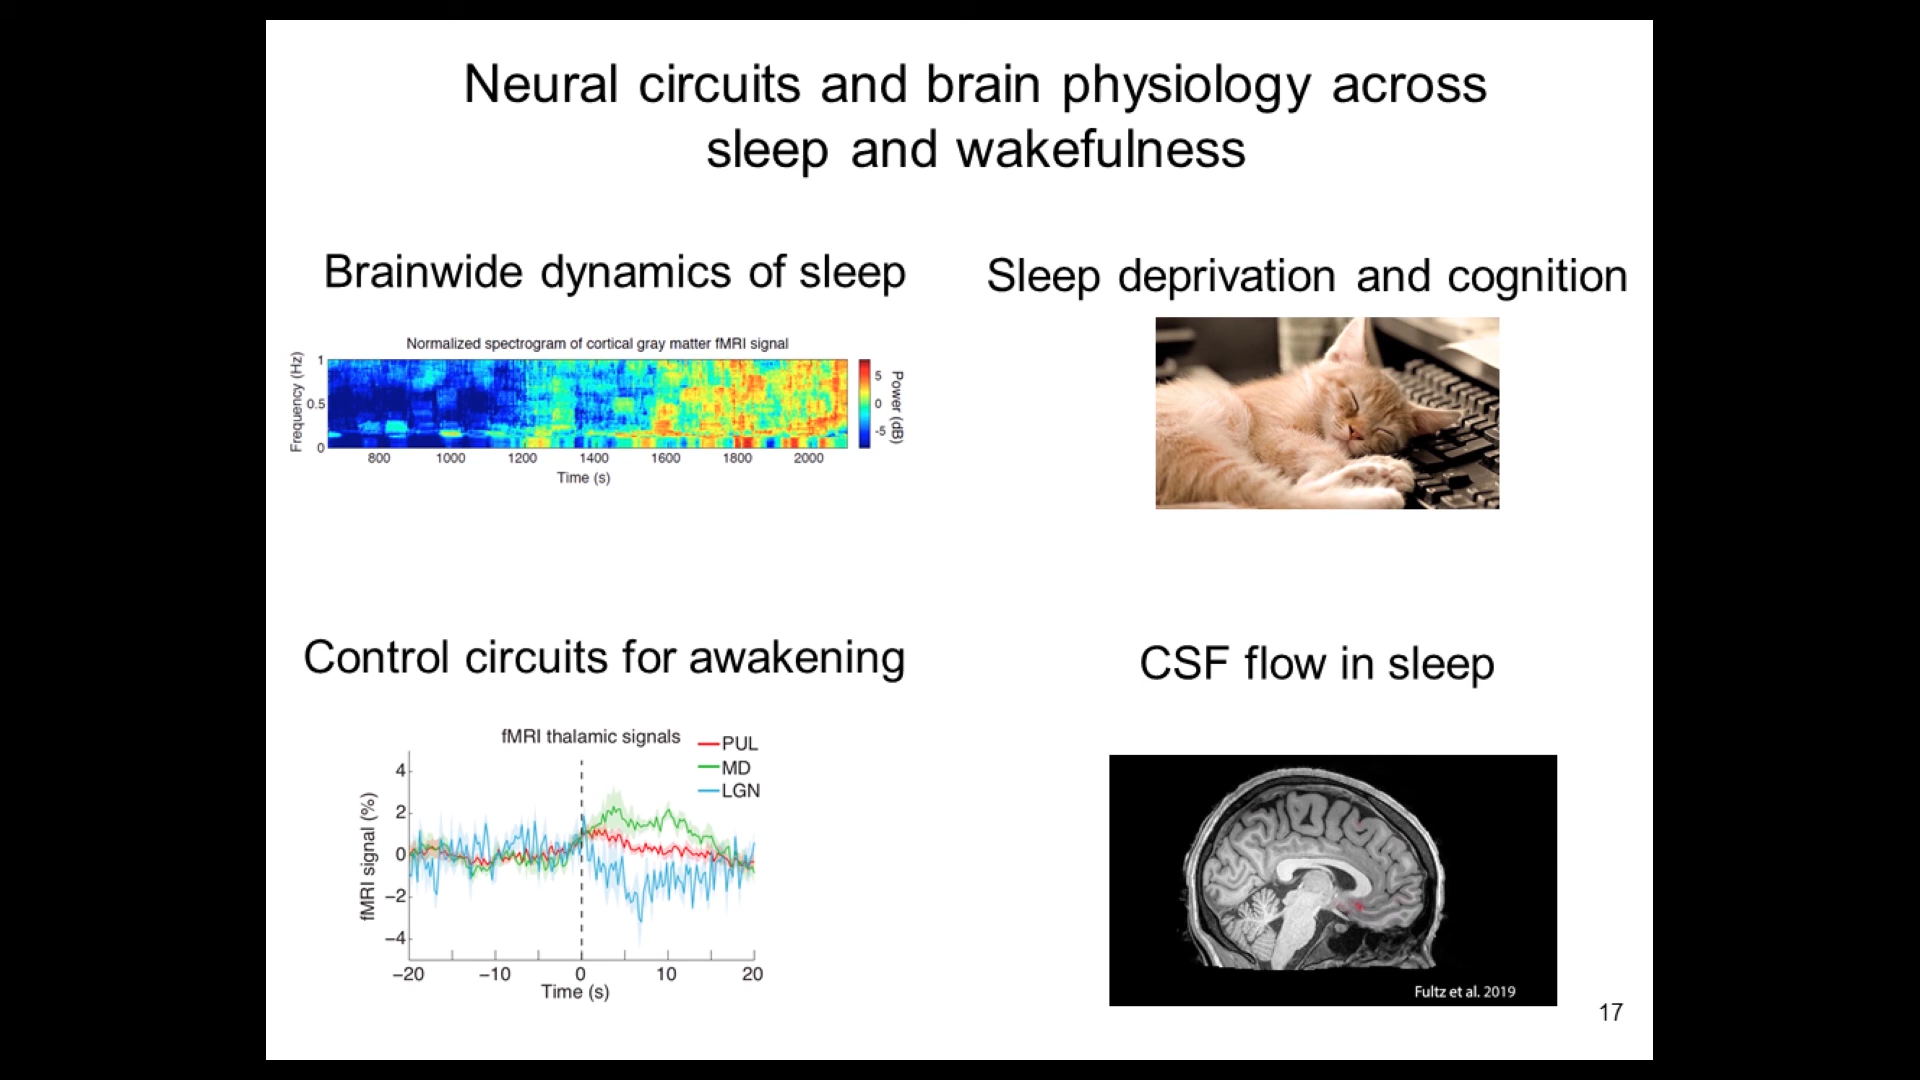 Neural circuits and brain physiology across
sleep and wakefulness
Brainwide dynamics of sleep
Normalized spectrogram of cortical gray matter fMRI signal
Frequency (Hz)
1
0.5
0
800 1000 1200 1400 1600 1800 2000
Time (s)
5
0
-5
Power (dB)
Sleep deprivation and cognition
Control circuits for awakening
fMRI thalamic signals
PUL
MD
LGN
fMRI signal (%)
4
2
0
−2
−4
−20 −10 0 10 20
Time (s)
CSF flow in sleep
Fultz et al. 2019
17